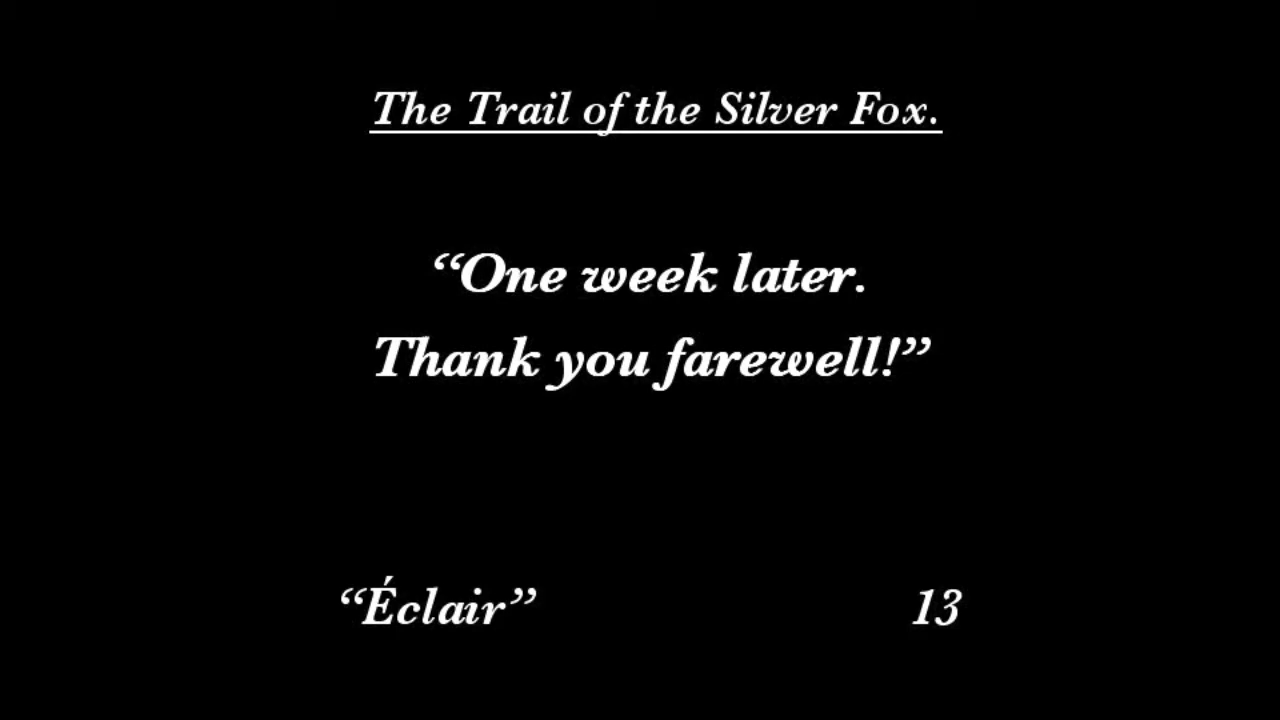 The Trail of the Silver Fox.
“One week later.
Thank you farewell!”
“Éclair” 13